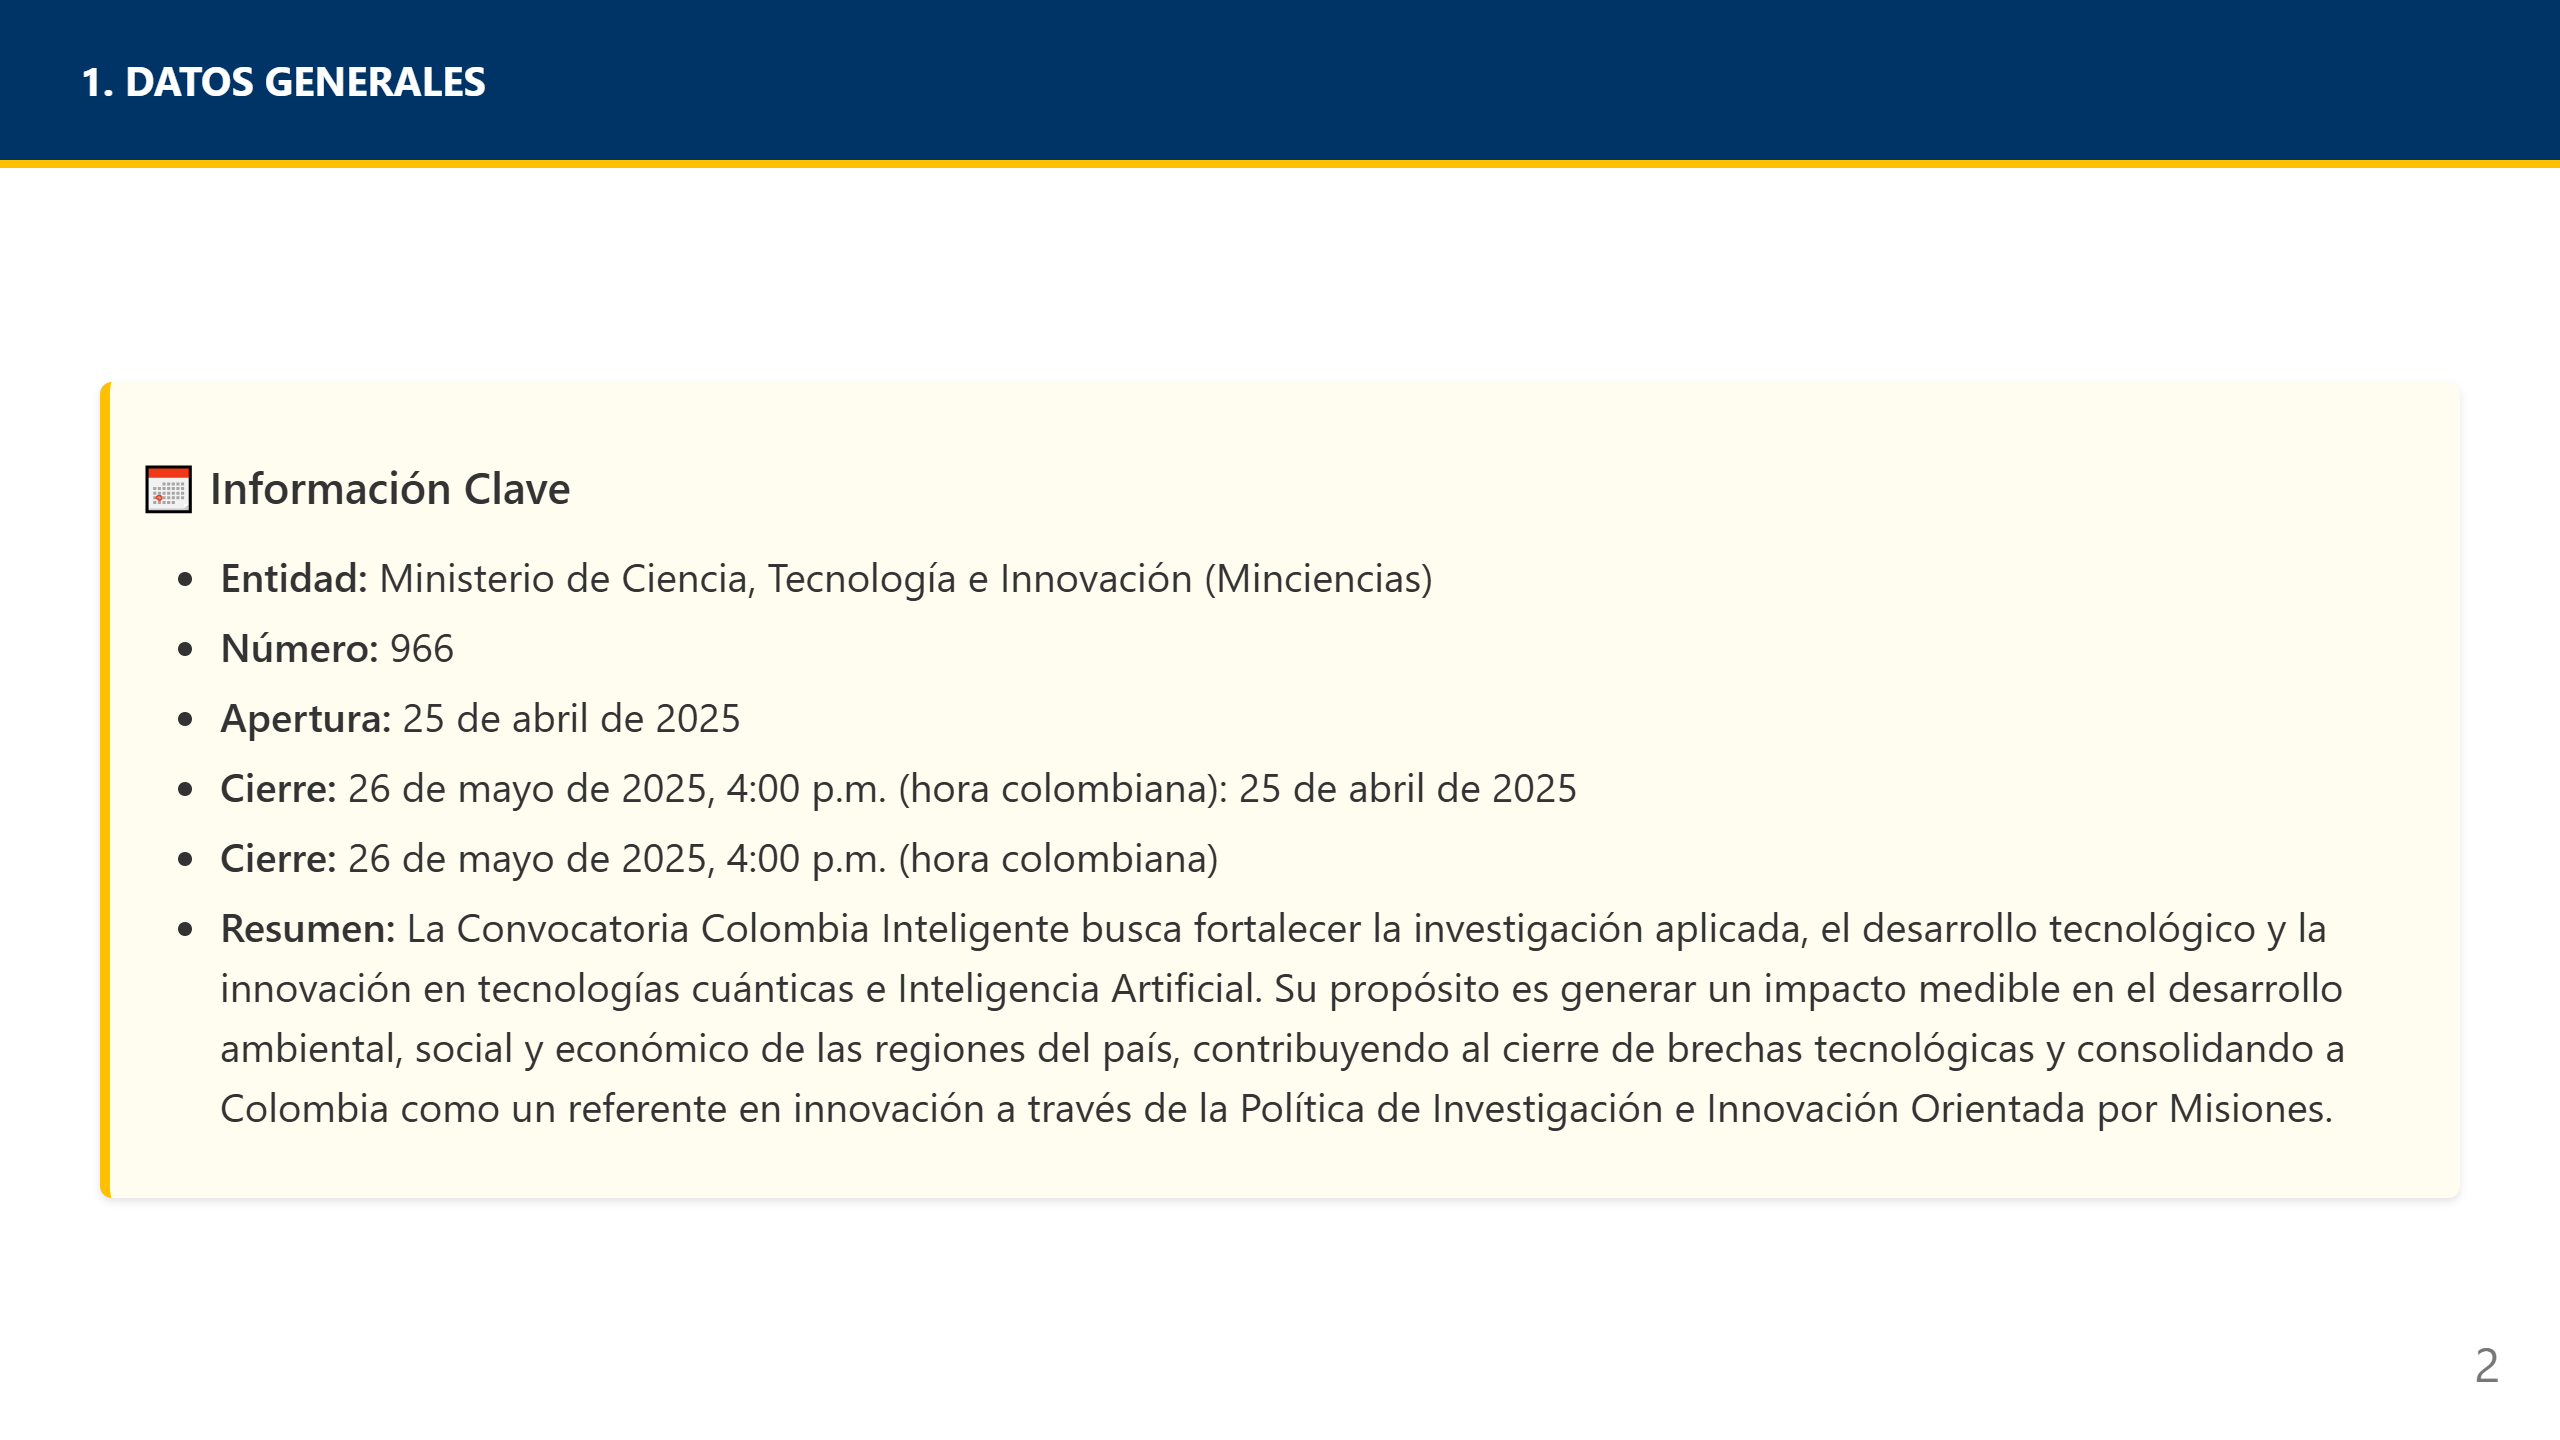 1. DATOS GENERALES
Información Clave
• Entidad: Ministerio de Ciencia, Tecnología e Innovación (Minciencias)
• Número: 966
• Apertura: 25 de abril de 2025
• Cierre: 26 de mayo de 2025, 4:00 p.m. (hora colombiana): 25 de abril de 2025
• Cierre: 26 de mayo de 2025, 4:00 p.m. (hora colombiana)
• Resumen: La Convocatoria Colombia Inteligente busca fortalecer la investigación aplicada, el desarrollo tecnológico y la
innovación en tecnologías cuánticas e Inteligencia Artificial. Su propósito es generar un impacto medible en el desarrollo
ambiental, social y económico de las regiones del país, contribuyendo al cierre de brechas tecnológicas y consolidando a
Colombia como un referente en innovación a través de la Política de Investigación e Innovación Orientada por Misiones.
2